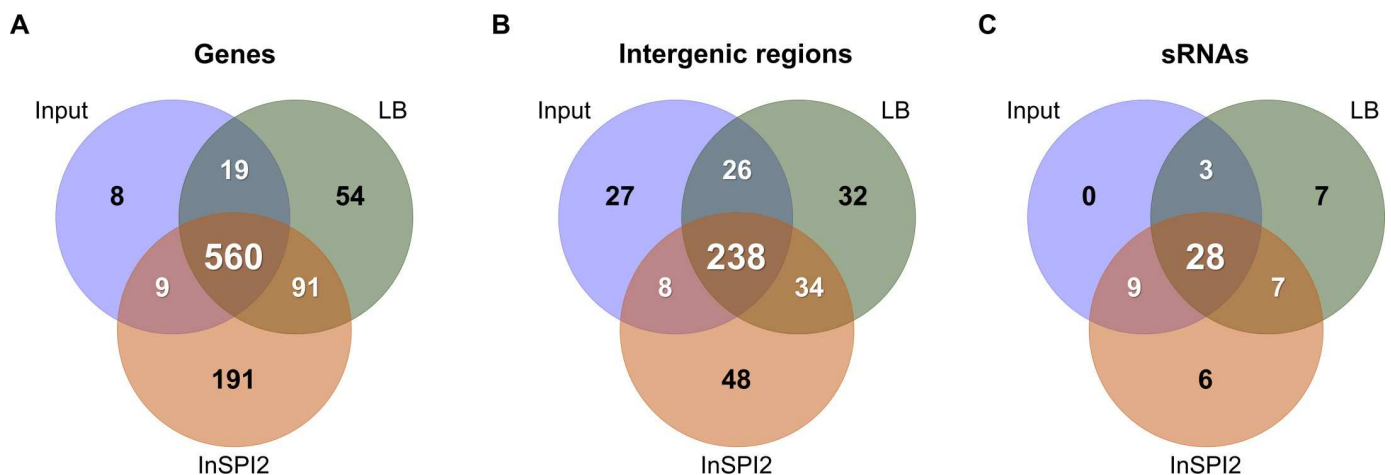 A
Genes
Input
LB
8
19
54
560
9
91
191
InSPI2
B
Intergenic regions
Input
LB
27
26
32
238
8
34
48
InSPI2
C
sRNAs
Input
LB
0
3
7
28
9
7
6
InSPI2